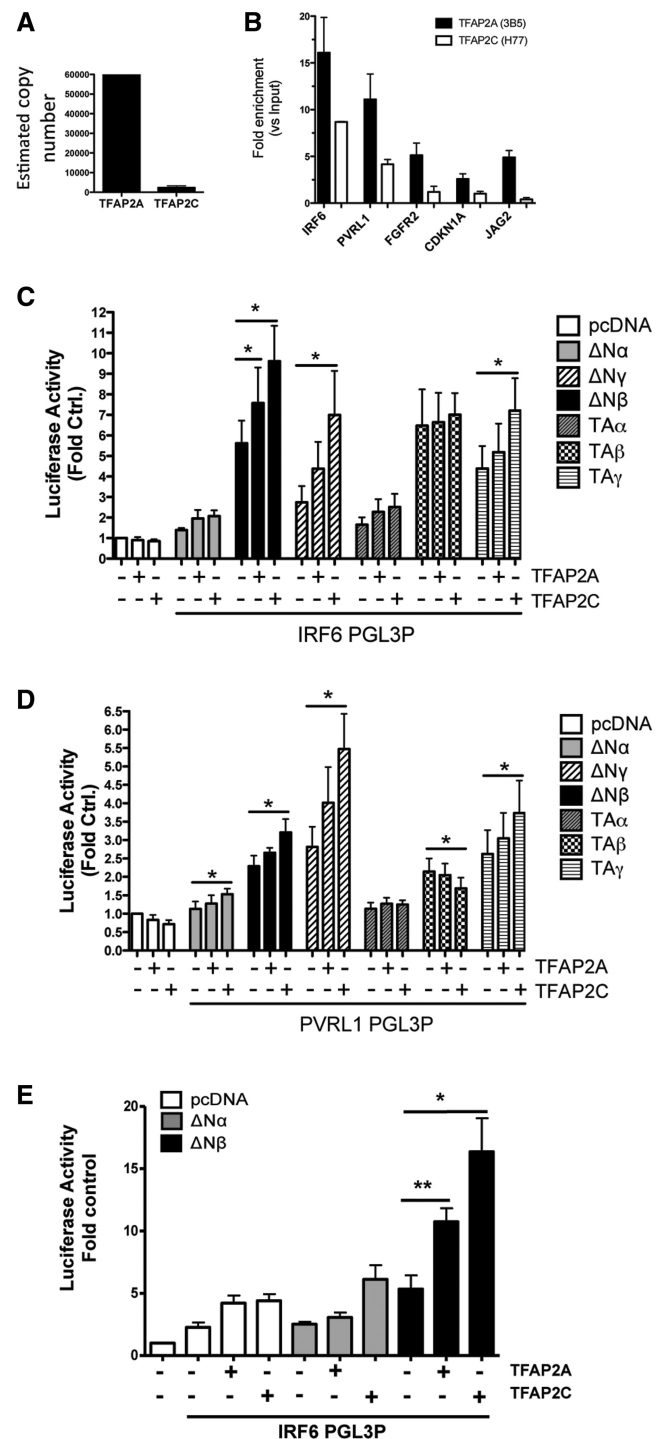 A
Estimated copy
number
60000
50000
40000
30000
20000
10000
0
TFAP2A TFAP2C
B
TFAP2A (3B5)
TFAP2C (H77)
Fold enrichment
(vs Input)
20
15
10
5
0
IRF6 PVRL1 FGFR2 CDKN1A JAG2
C
Luciferase Activity
(Fold Ctrl.)
12
11
10
9
8
7
6
5
4
3
2
1
0
* * * *
pcDNA
ΔNα
ΔNγ
ΔNβ
TAα
TAβ
TAγ
- + - - + - - + - - + - - + - - + - - + - TFAP2A
- - + - - + - - + - - + - - + - - + - - + TFAP2C
IRF6 PGL3P
D
Luciferase Activity
(Fold Ctrl.)
6.5
6.0
5.5
5.0
4.5
4.0
3.5
3.0
2.5
2.0
1.5
1.0
0.5
0.0
* * * * *
pcDNA
ΔNα
ΔNγ
ΔNβ
TAα
TAβ
TAγ
- + - - + - - + - - + - - + - - + - - + - TFAP2A
- - + - - + - - + - - + - - + - - + - - + TFAP2C
PVRL1 PGL3P
E
pcDNA
ΔNα
ΔNβ
Luciferase Activity
Fold control
20
15
10
5
0
*
**
- - + - - + - - + - TFAP2A
- - - + - - + - - + TFAP2C
IRF6 PGL3P